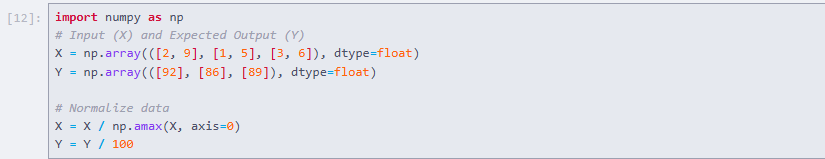 [12]: import numpy as np
# Input (X) and Expected Output (Y)
X = np.array(([2, 9], [1, 5], [3, 6]), dtype=float)
Y = np.array(([92], [86], [89]), dtype=float)
# Normalize data
X = X / np.amax(X, axis=0)
Y = Y / 100